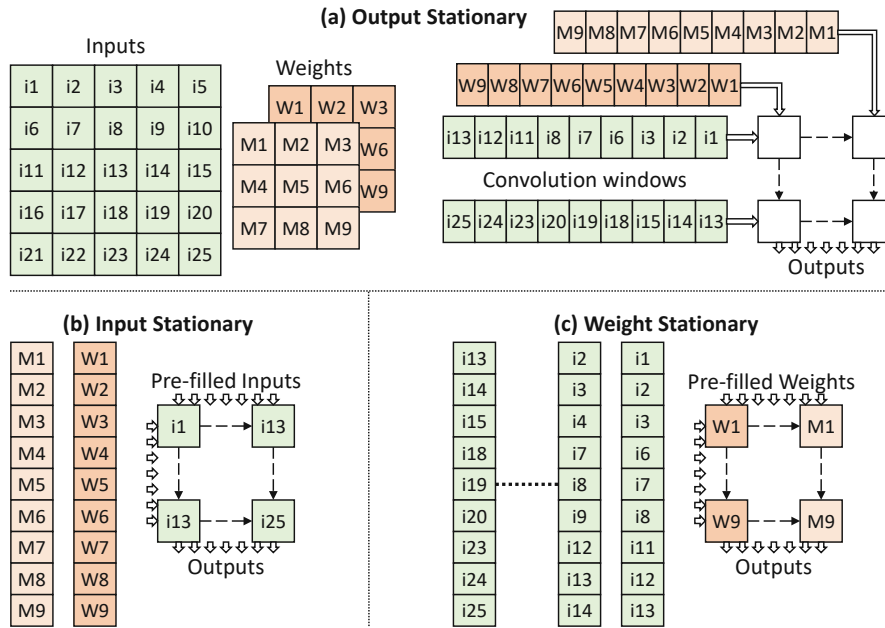 (a) Output Stationary
Inputs
i1 i2 i3 i4 i5
i6 i7 i8 i9 i10
i11 i12 i13 i14 i15
i16 i17 i18 i19 i20
i21 i22 i23 i24 i25
Weights
W1 W2 W3
W6
W9
M1 M2 M3
M4 M5 M6
M7 M8 M9
M9 M8 M7 M6 M5 M4 M3 M2 M1
W9 W8 W7 W6 W5 W4 W3 W2 W1
i13 i12 i11 i8 i7 i6 i3 i2 i1
Convolution windows
i25 i24 i23 i20 i19 i18 i15 i14 i13
Outputs
(b) Input Stationary
M1 W1
M2 W2
M3 W3
M4 W4
M5 W5
M6 W6
M7 W7
M8 W8
M9 W9
Pre-filled Inputs
i1 i13
i13 i25
Outputs
(c) Weight Stationary
i13 i2 i1
i14 i3 i2
i15 i4 i3
i18 i7 i6
i19 i8 i7
i20 i9 i8
i23 i12 i11
i24 i13 i12
i25 i14 i13
Pre-filled Weights
W1 M1
W9 M9
Outputs